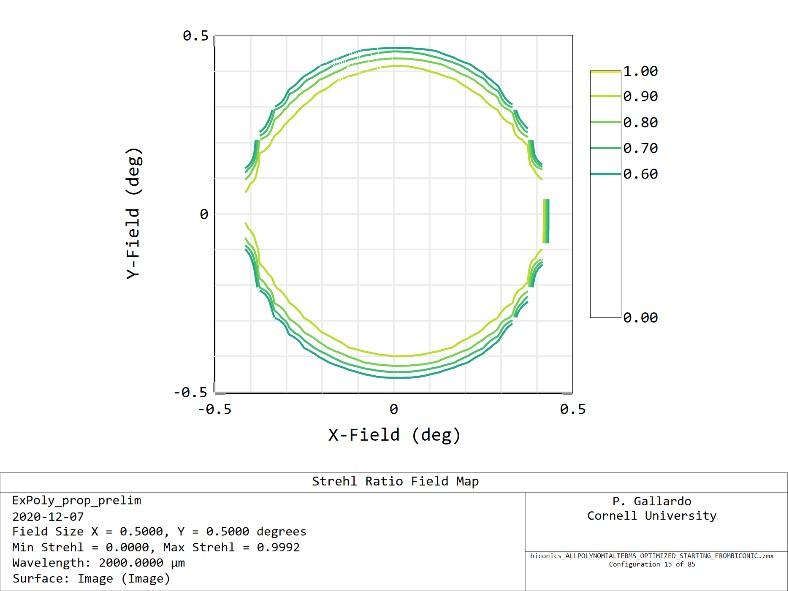 0.5
0
-0.5
Y-Field (deg)
-0.5 0 0.5
X-Field (deg)
1.00
0.90
0.80
0.70
0.60
0.00
Strehl Ratio Field Map
ExPoly_prop_prelim
2020-12-07
Field Size X = 0.5000, Y = 0.5000 degrees
Min Strehl = 0.0000, Max Strehl = 0.9992
Wavelength: 2000.0000 µm
Surface: Image (Image)
P. Gallardo
Cornell University
biconics_ALLPOLYNOMIALTERMS_OPTIMIZED_STARTING_FROMBICONIC.zmx
Configuration 15 of 85